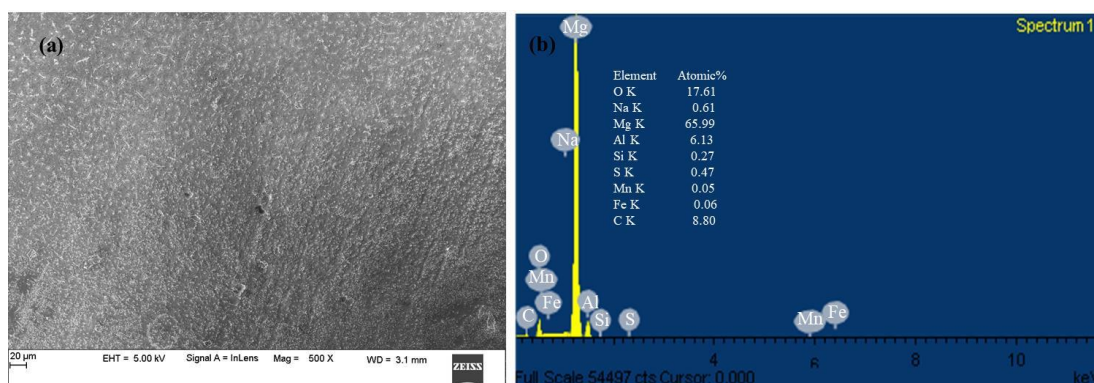 (a)
20 µm
EHT = 5.00 kV
Signal A = InLens
Mag = 500 X
WD = 3.1 mm
ZEISS
(b)
Mg
Spectrum 1
Element Atomic%
O K 17.61
Na K 0.61
Mg K 65.99
Al K 6.13
Si K 0.27
S K 0.47
Mn K 0.05
Fe K 0.06
C K 8.80
Na
O
Mn
Fe
C
Al
Si
S
Mn
Fe
4 6 8 10
Full Scale 54497 cts Cursor: 0.000
keV